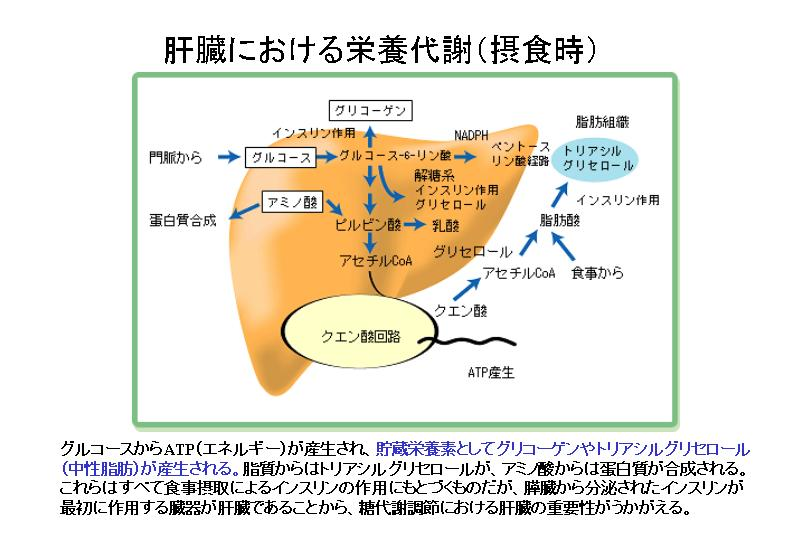 肝臓における栄養代謝（摂食時）
グリコーゲン
インスリン作用
NADPH
脂肪組織
門脈から
グルコース
グルコース-6-リン酸
ペントース
リン酸経路
トリアシル
グリセロール
解糖系
インスリン作用
グリセロール
アミノ酸
インスリン作用
蛋白質合成
ピルビン酸
乳酸
脂肪酸
アセチルCoA
グリセロール
アセチルCoA
食事から
クエン酸
クエン酸回路
ATP産生
グルコースからATP（エネルギー）が産生され、貯蔵栄養素としてグリコーゲンやトリアシルグリセロール
（中性脂肪）が産生される。脂質からはトリアシルグリセロールが、アミノ酸からは蛋白質が合成される。
これらはすべて食事摂取によるインスリンの作用にもとづくものだが、膵臓から分泌されたインスリンが
最初に作用する臓器が肝臓であることから、糖代謝調節における肝臓の重要性がうかがえる。